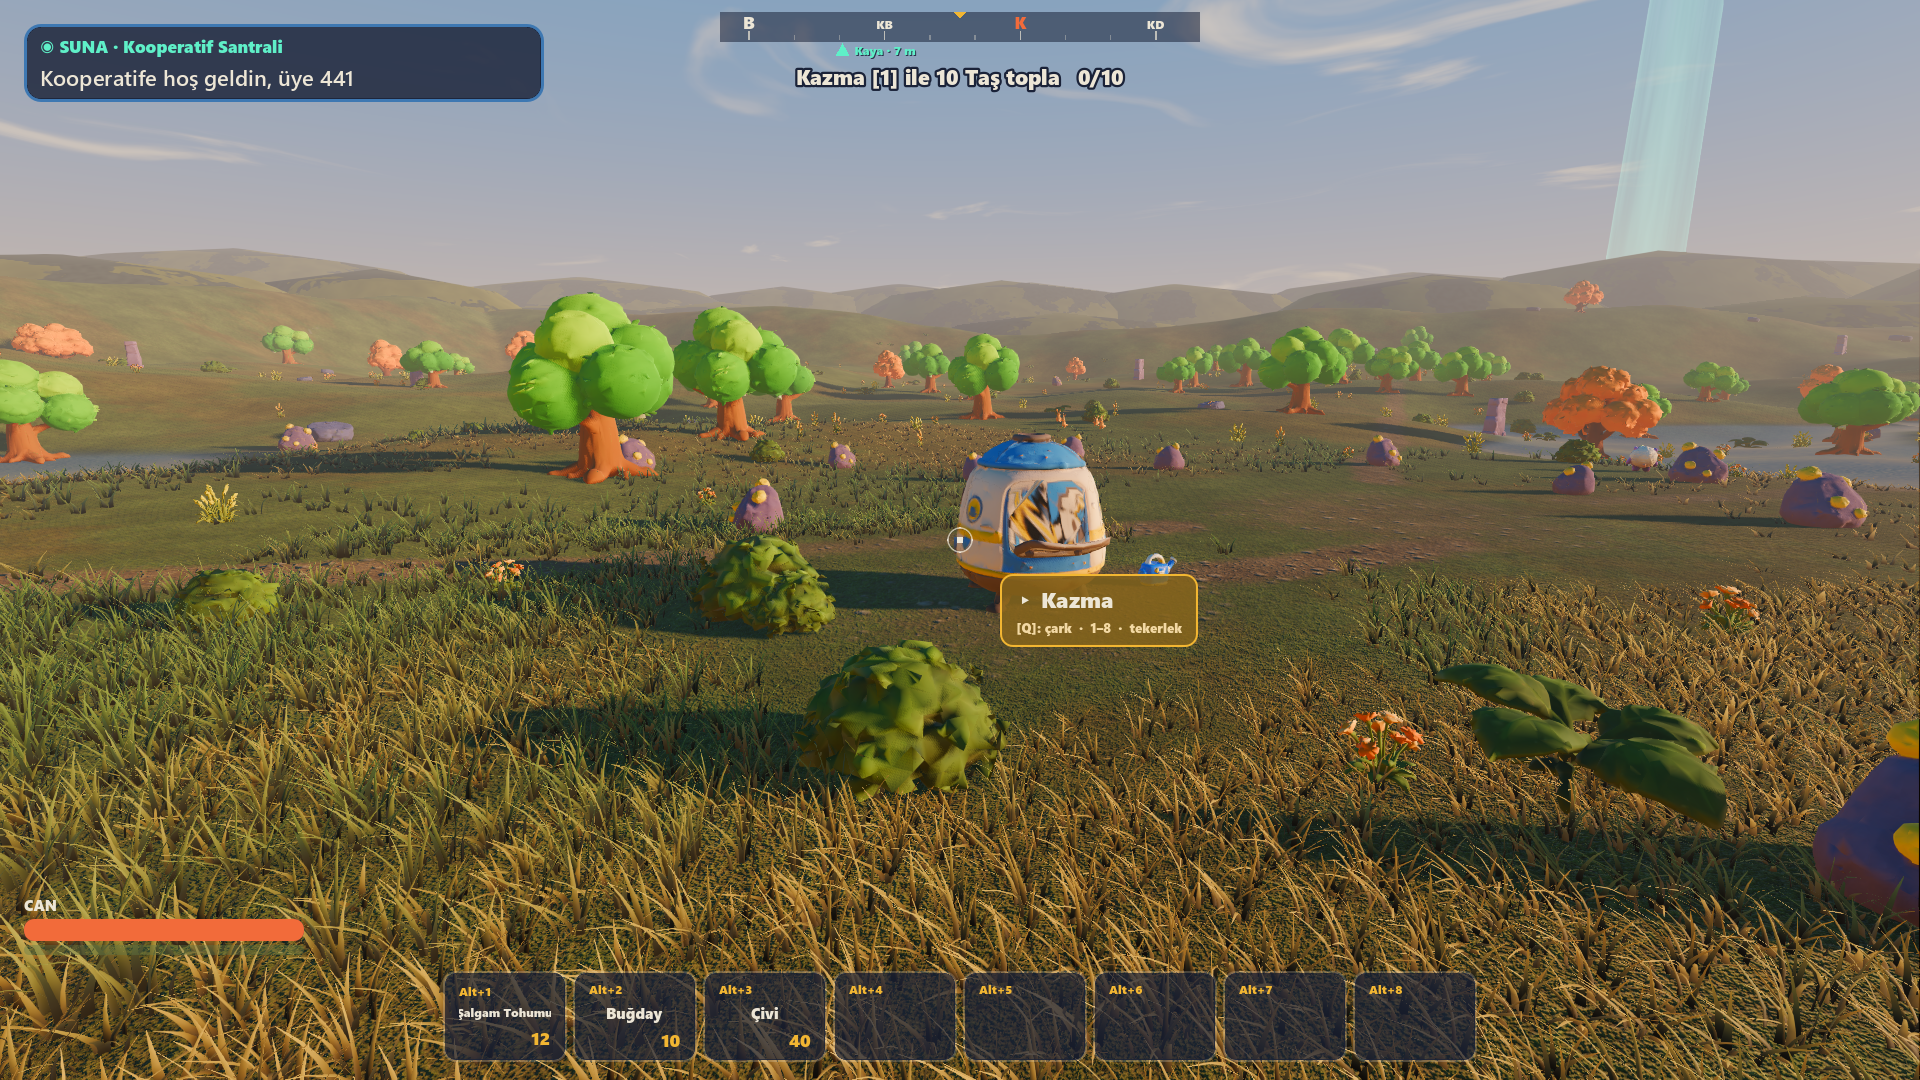 SUNA · Kooperatif Santrali
Kooperatife hoş geldin, üye 441
B KB K KD
Kaya · 7 m
Kazma [1] ile 10 Taş topla 0/10
Kazma
[Q]: çark · 1–8 · tekerlek
CAN
Alt+1 Alt+2 Alt+3 Alt+4 Alt+5 Alt+6 Alt+7 Alt+8
Şalgam Tohumu Buğday Çivi
12 10 40